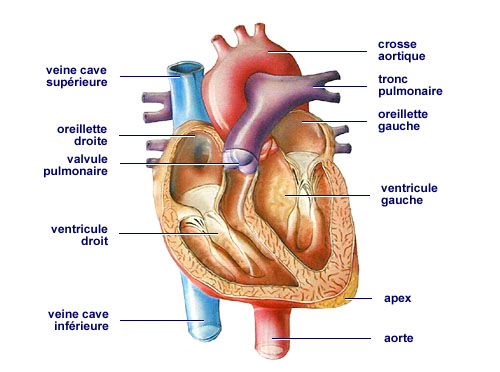 veine cave
supérieure
oreillette
droite
valvule
pulmonaire
ventricule
droit
veine cave
inférieure
crosse
aortique
tronc
pulmonaire
oreillette
gauche
ventricule
gauche
apex
aorte